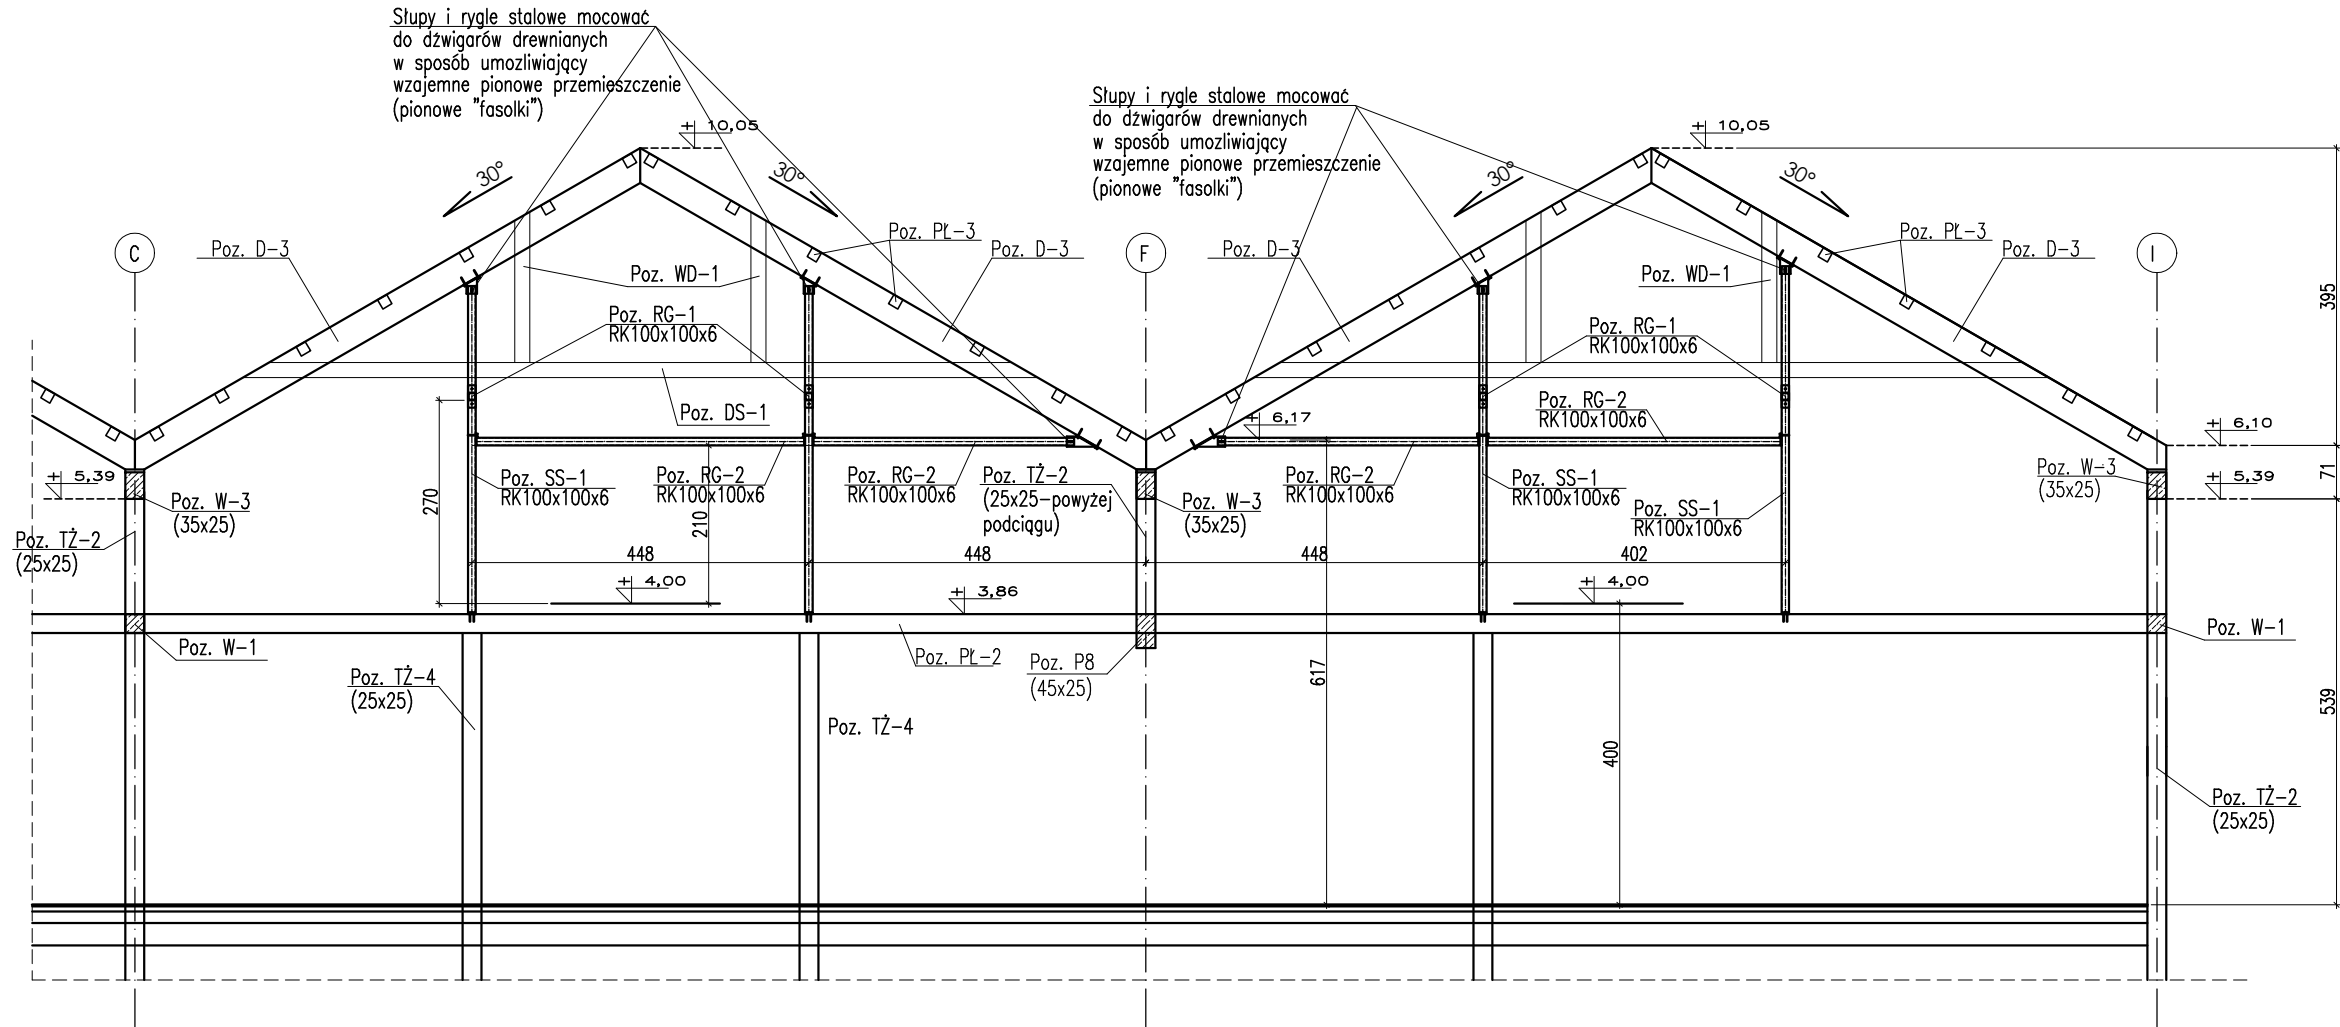 Słupy i rygle stalowe mocować
do dźwigarów drewnianych
w sposób umozliwiający
wzajemne pionowe przemieszczenie
(pionowe "fasolki")
Słupy i rygle stalowe mocować
do dźwigarów drewnianych
w sposób umozliwiający
wzajemne pionowe przemieszczenie
(pionowe "fasolki")
+ 10,05
+ 10,05
30°
30°
30°
30°
C
F
I
Poz. D-3
Poz. WD-1
Poz. PŁ-3
Poz. D-3
Poz. D-3
Poz. WD-1
Poz. PŁ-3
Poz. D-3
395
Poz. RG-1
RK100x100x6
Poz. RG-1
RK100x100x6
Poz. DS-1
Poz. RG-2
RK100x100x6
+ 6,17
+ 6,10
+ 5,39
270
Poz. W-3
(35x25)
Poz. SS-1
RK100x100x6
Poz. RG-2
RK100x100x6
210
Poz. RG-2
RK100x100x6
Poz. TŻ-2
(25x25-powyżej
podciągu)
Poz. W-3
(35x25)
Poz. RG-2
RK100x100x6
Poz. SS-1
RK100x100x6
Poz. SS-1
RK100x100x6
Poz. W-3
(35x25)
+ 5,39
71
Poz. TŻ-2
(25x25)
448
448
448
402
+ 4,00
+ 3,86
+ 4,00
Poz. W-1
Poz. TŻ-4
(25x25)
Poz. PŁ-2
Poz. P8
(45x25)
617
Poz. W-1
539
Poz. TŻ-4
400
Poz. TŻ-2
(25x25)